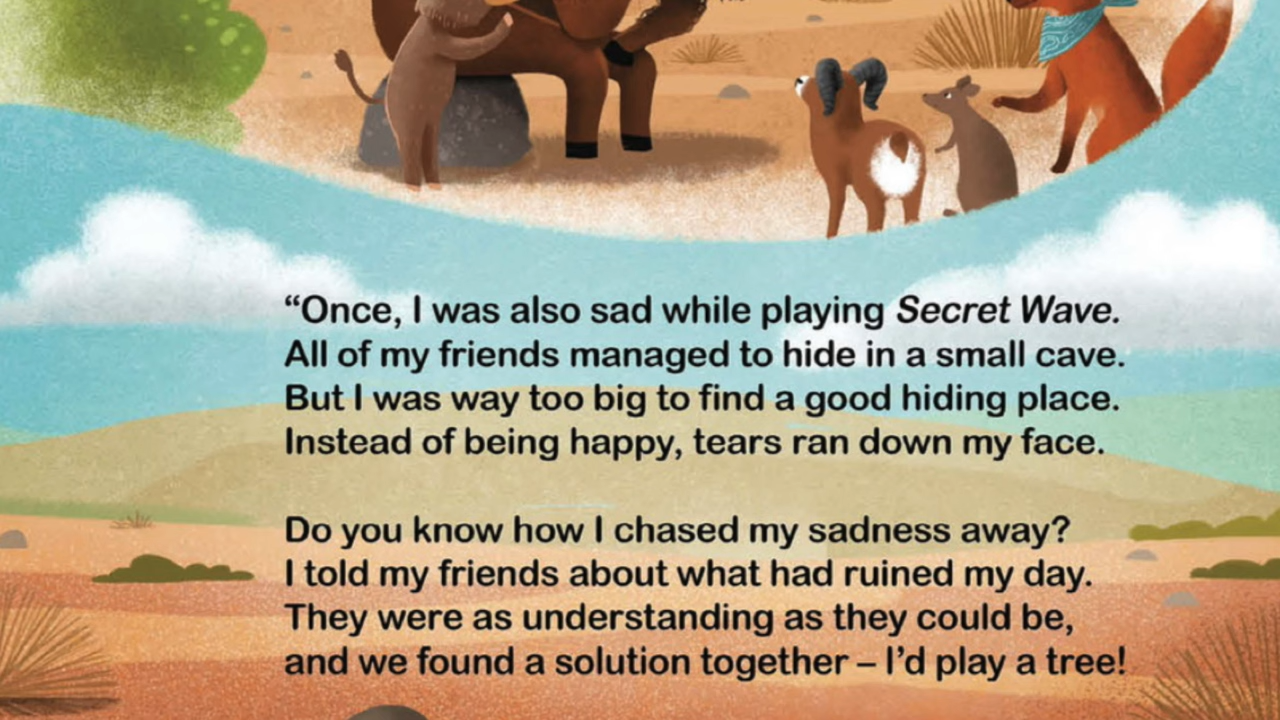 “Once, I was also sad while playing Secret Wave.
All of my friends managed to hide in a small cave.
But I was way too big to find a good hiding place.
Instead of being happy, tears ran down my face.
Do you know how I chased my sadness away?
I told my friends about what had ruined my day.
They were as understanding as they could be,
and we found a solution together – I’d play a tree!